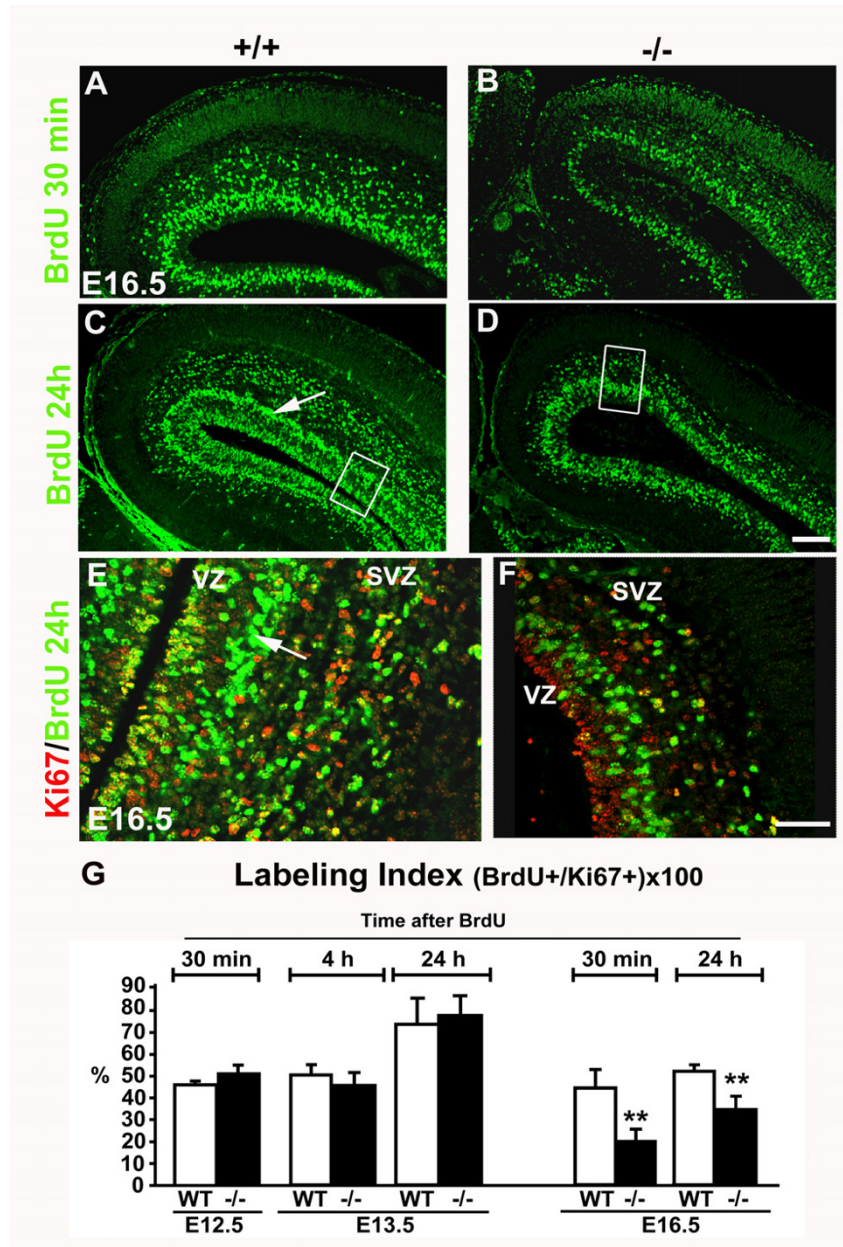 +/+ -/-
BrdU 30 min
A B
E16.5
BrdU 24h
C D
Ki67/BrdU 24h
E VZ SVZ F SVZ
VZ
E16.5
G Labeling Index (BrdU+/Ki67+)x100
Time after BrdU
30 min 4 h 24 h 30 min 24 h
90
80
70
60
% 50
40
30
20
10
0
** **
WT -/- WT -/- WT -/- WT -/- WT -/-
E12.5 E13.5 E16.5